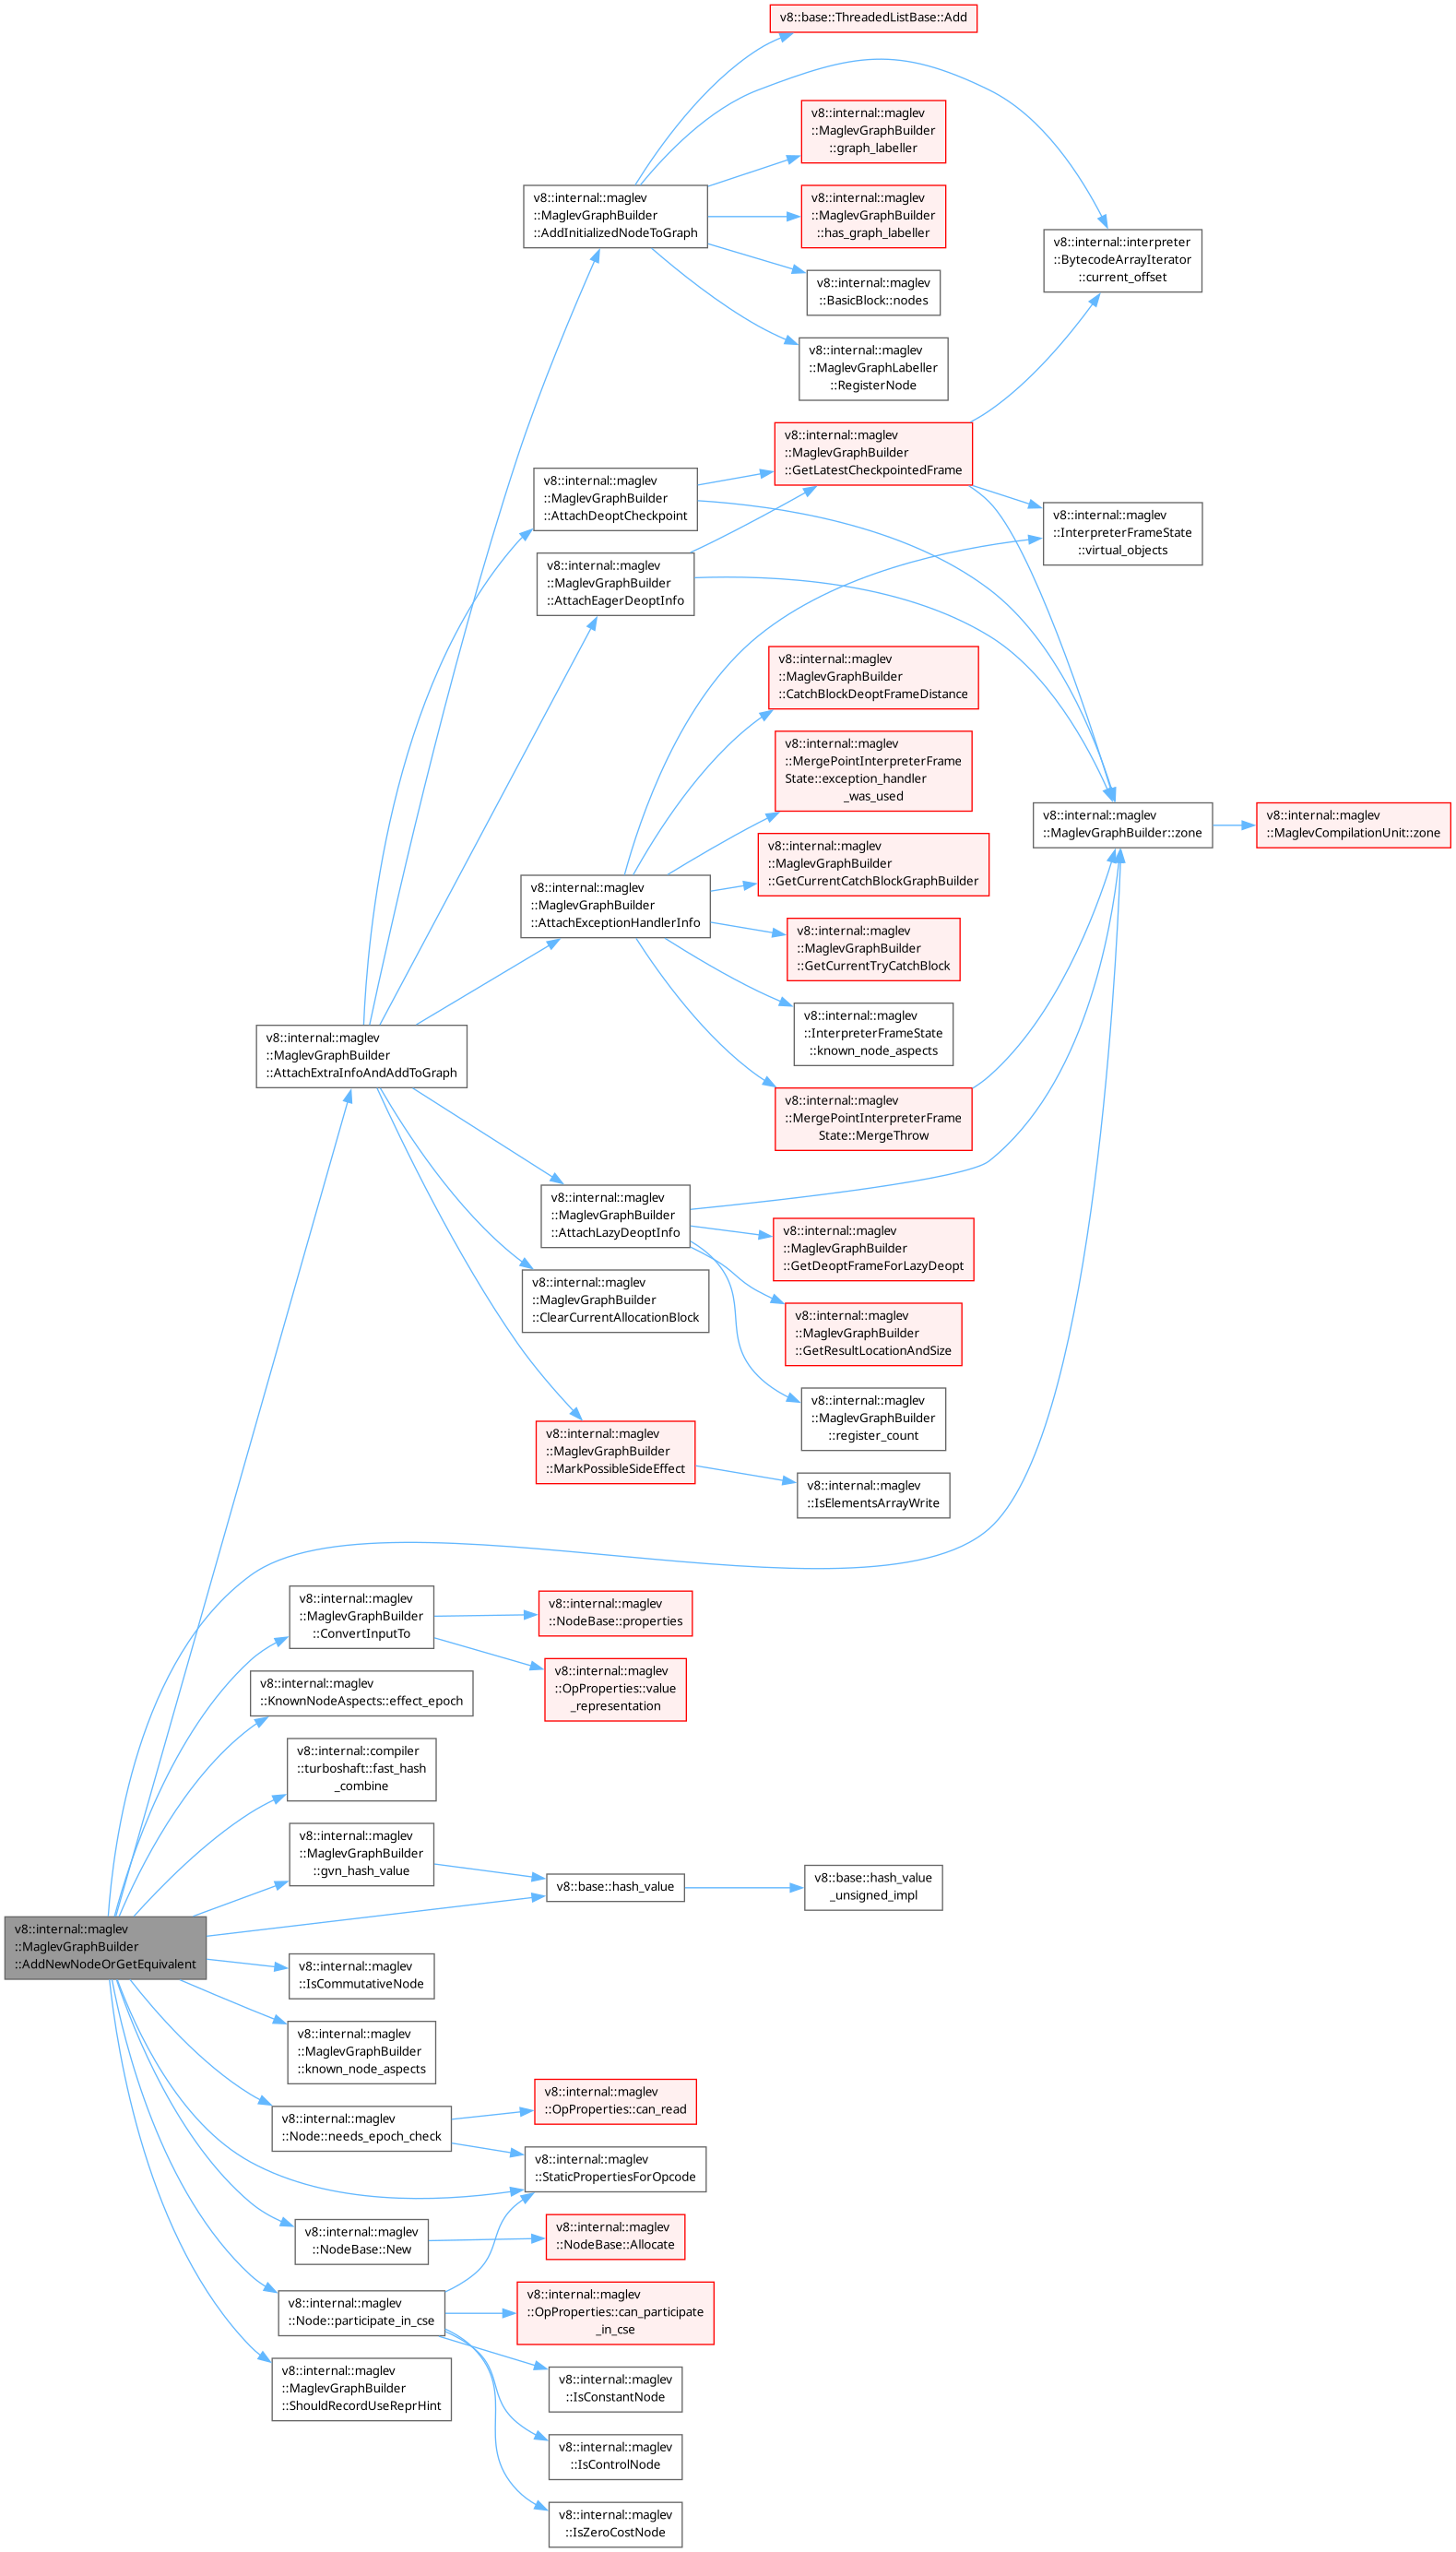 v8::base::ThreadedListBase::Add
v8::internal::maglev
::MaglevGraphBuilder
::graph_labeller
v8::internal::maglev
::MaglevGraphBuilder
::AddInitializedNodeToGraph
v8::internal::maglev
::MaglevGraphBuilder
::has_graph_labeller
v8::internal::interpreter
::BytecodeArrayIterator
::current_offset
v8::internal::maglev
::BasicBlock::nodes
v8::internal::maglev
::MaglevGraphLabeller
::RegisterNode
v8::internal::maglev
::MaglevGraphBuilder
::GetLatestCheckpointedFrame
v8::internal::maglev
::MaglevGraphBuilder
::AttachDeoptCheckpoint
v8::internal::maglev
::InterpreterFrameState
::virtual_objects
v8::internal::maglev
::MaglevGraphBuilder
::AttachEagerDeoptInfo
v8::internal::maglev
::MaglevGraphBuilder
::CatchBlockDeoptFrameDistance
v8::internal::maglev
::MergePointInterpreterFrame
State::exception_handler
_was_used
v8::internal::maglev
::MaglevGraphBuilder::zone
v8::internal::maglev
::MaglevCompilationUnit::zone
v8::internal::maglev
::MaglevGraphBuilder
::GetCurrentCatchBlockGraphBuilder
v8::internal::maglev
::MaglevGraphBuilder
::AttachExceptionHandlerInfo
v8::internal::maglev
::MaglevGraphBuilder
::GetCurrentTryCatchBlock
v8::internal::maglev
::InterpreterFrameState
::known_node_aspects
v8::internal::maglev
::MaglevGraphBuilder
::AttachExtraInfoAndAddToGraph
v8::internal::maglev
::MergePointInterpreterFrame
State::MergeThrow
v8::internal::maglev
::MaglevGraphBuilder
::AttachLazyDeoptInfo
v8::internal::maglev
::MaglevGraphBuilder
::GetDeoptFrameForLazyDeopt
v8::internal::maglev
::MaglevGraphBuilder
::ClearCurrentAllocationBlock
v8::internal::maglev
::MaglevGraphBuilder
::GetResultLocationAndSize
v8::internal::maglev
::MaglevGraphBuilder
::register_count
v8::internal::maglev
::MaglevGraphBuilder
::MarkPossibleSideEffect
v8::internal::maglev
::IsElementsArrayWrite
v8::internal::maglev
::MaglevGraphBuilder
::ConvertInputTo
v8::internal::maglev
::NodeBase::properties
v8::internal::maglev
::OpProperties::value
_representation
v8::internal::maglev
::KnownNodeAspects::effect_epoch
v8::internal::compiler
::turboshaft::fast_hash
_combine
v8::internal::maglev
::MaglevGraphBuilder
::gvn_hash_value
v8::base::hash_value
v8::base::hash_value
_unsigned_impl
v8::internal::maglev
::MaglevGraphBuilder
::AddNewNodeOrGetEquivalent
v8::internal::maglev
::IsCommutativeNode
v8::internal::maglev
::MaglevGraphBuilder
::known_node_aspects
v8::internal::maglev
::Node::needs_epoch_check
v8::internal::maglev
::OpProperties::can_read
v8::internal::maglev
::StaticPropertiesForOpcode
v8::internal::maglev
::NodeBase::New
v8::internal::maglev
::NodeBase::Allocate
v8::internal::maglev
::Node::participate_in_cse
v8::internal::maglev
::OpProperties::can_participate
_in_cse
v8::internal::maglev
::MaglevGraphBuilder
::ShouldRecordUseReprHint
v8::internal::maglev
::IsConstantNode
v8::internal::maglev
::IsControlNode
v8::internal::maglev
::IsZeroCostNode